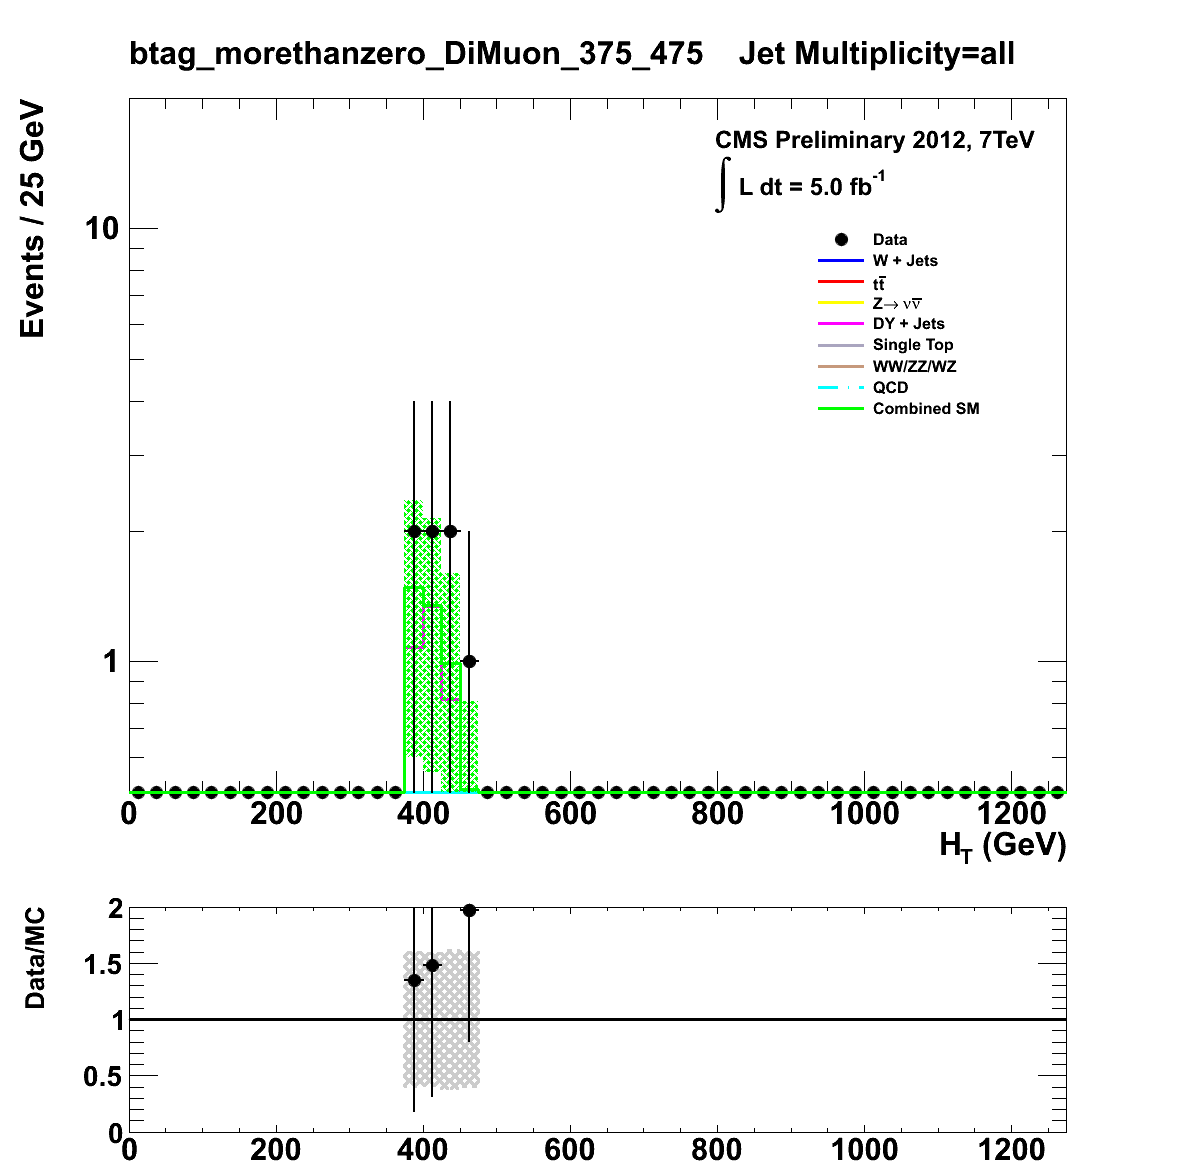 btag_morethanzero_DiMuon_375_475 Jet Multiplicity=all
Events / 25 GeV
CMS Preliminary 2012, 7TeV
∫ L dt = 5.0 fb⁻¹
Data
W + Jets
tt̅
Z→ νν̅
DY + Jets
Single Top
WW/ZZ/WZ
QCD
Combined SM
10
1
0 200 400 600 800 1000 1200
H_T (GeV)
Data/MC
2
1.5
1
0.5
0
0 200 400 600 800 1000 1200